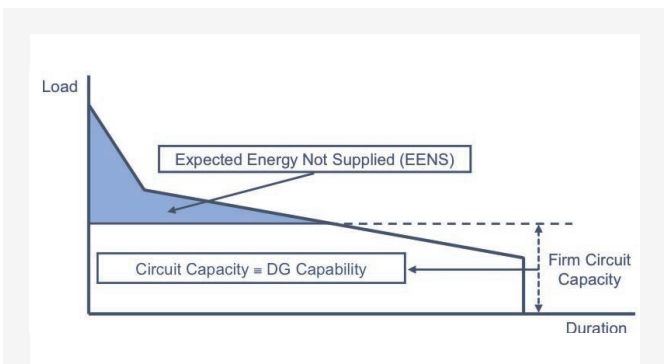 Load
Expected Energy Not Supplied (EENS)
Circuit Capacity ≡ DG Capability
Firm Circuit
Capacity
Duration